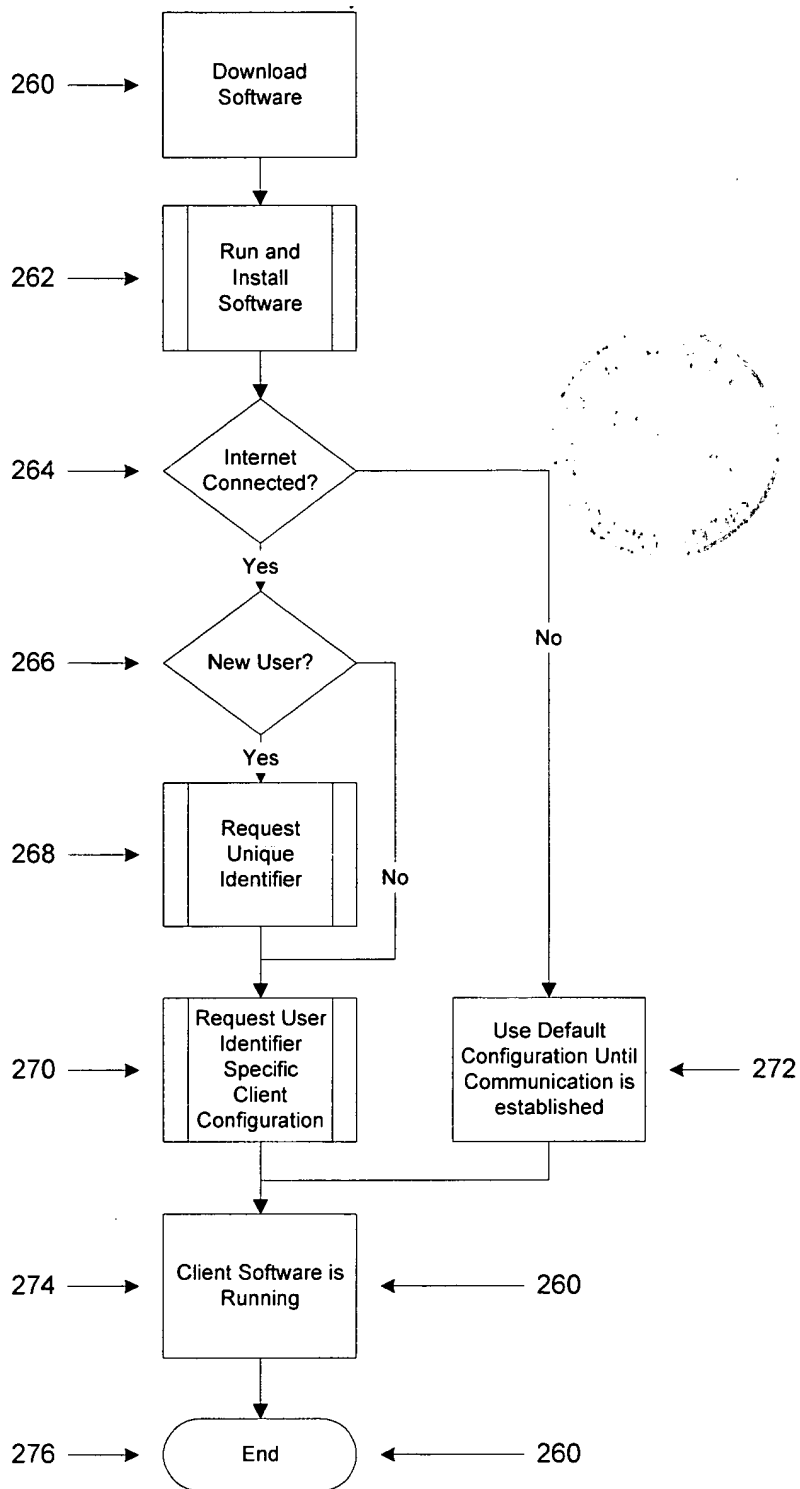 260
Download
Software
262
Run and
Install
Software
264
Internet
Connected?
Yes
No
266
New User?
Yes
No
268
Request
Unique
Identifier
270
Request User
Identifier
Specific
Client
Configuration
Use Default
Configuration Until
Communication is
established
272
274
Client Software is
Running
260
276
End
260